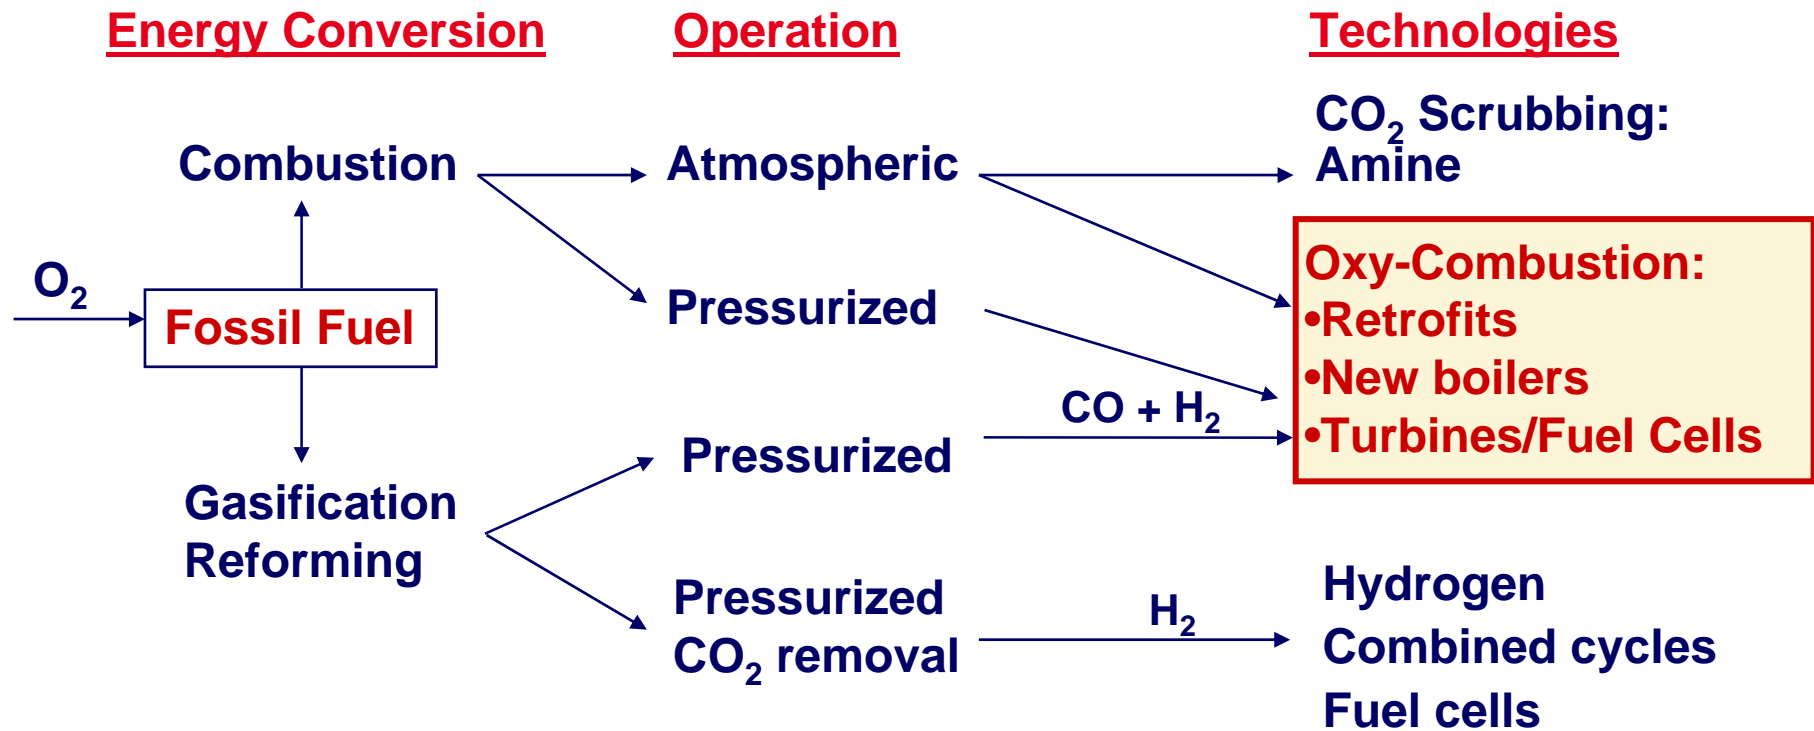 Energy Conversion
Operation
Technologies
CO₂ Scrubbing:
Amine
Combustion
Atmospheric
O₂
Fossil Fuel
Pressurized
Oxy-Combustion:
•Retrofits
•New boilers
•Turbines/Fuel Cells
CO + H₂
Pressurized
Gasification
Reforming
Pressurized
CO₂ removal
H₂
Hydrogen
Combined cycles
Fuel cells